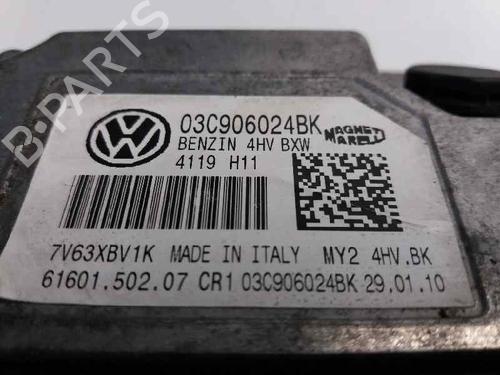 03C906024BK
BENZIN 4HV BXW
MAGNETI MARELLI
4119 H11
7V63XBV1K MADE IN ITALY MY2 4HV.BK
61601.502.07 CR1 03C906024BK 29.01.10